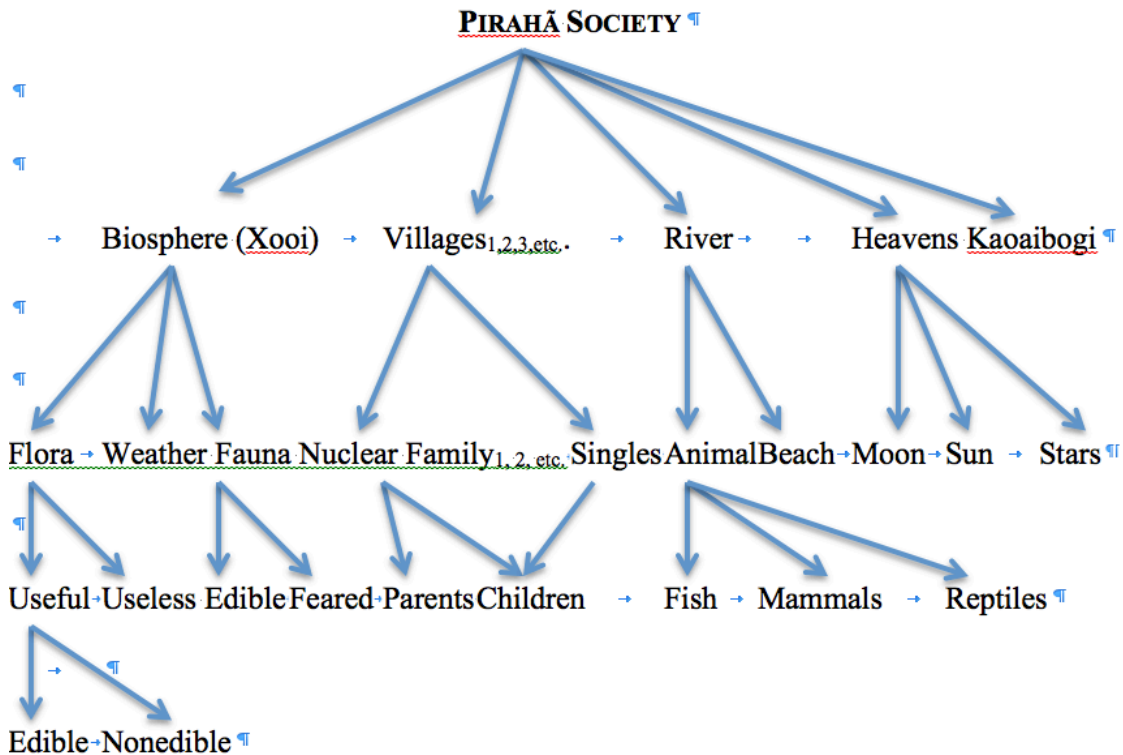 PIRAHÃ SOCIETY ¶
¶
¶
→ Biosphere (Xooi) → Villages1,2,3,etc.. → River → → Heavens Kaoaibogi ¶
¶
¶
Flora → Weather Fauna Nuclear Family1, 2, etc. Singles AnimalBeach → Moon → Sun → Stars ¶
¶
Useful → Useless Edible Feared → Parents Children → Fish → Mammals → Reptiles ¶
→ ¶
Edible → Nonedible ¶